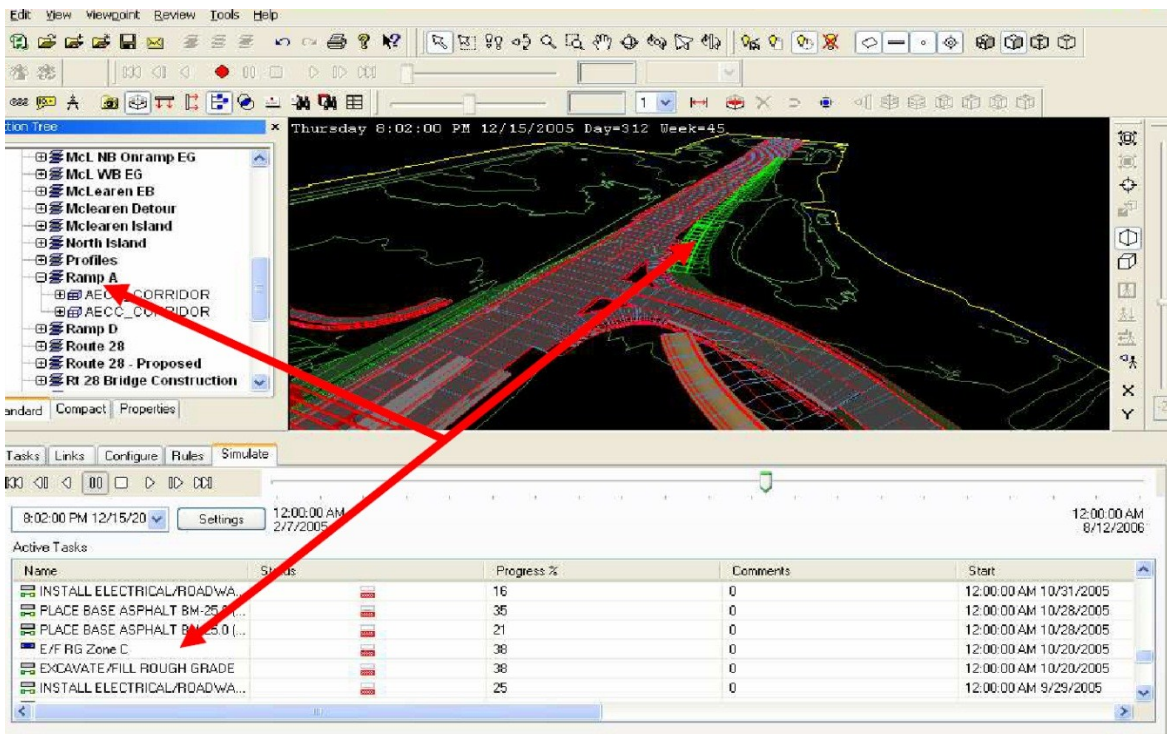 Edit View Viewpoint Review Tools Help
1
Thursday 8:02:00 PM 12/15/2005 Day=312 Week=45
tion Tree
McL NB Onramp EG
McL WB EG
McLearen EB
Mclearen Detour
Mclearen Island
North Island
Profiles
Ramp A
CORRIDOR
AECC_CORRIDOR
Ramp D
Route 28
Route 28 - Proposed
Rt 28 Bridge Construction
andard Compact Properties
X
Y
Tasks Links Configure Rules Simulate
8:02:00 PM 12/15/20 Settings
12:00:00 AM
2/7/2005
12:00:00 AM
8/12/2006
Active Tasks
Name Status Progress % Comments Start
INSTALL ELECTRICAL/ROADWA... 16 0 12:00:00 AM 10/31/2005
PLACE BASE ASPHALT BM-25.0 (... 35 0 12:00:00 AM 10/28/2005
PLACE BASE ASPHALT BM-25.0 (... 21 0 12:00:00 AM 10/28/2005
E/F RG Zone C 38 0 12:00:00 AM 10/20/2005
EXCAVATE/FILL ROUGH GRADE 38 0 12:00:00 AM 10/20/2005
INSTALL ELECTRICAL/ROADWA... 25 0 12:00:00 AM 9/29/2005